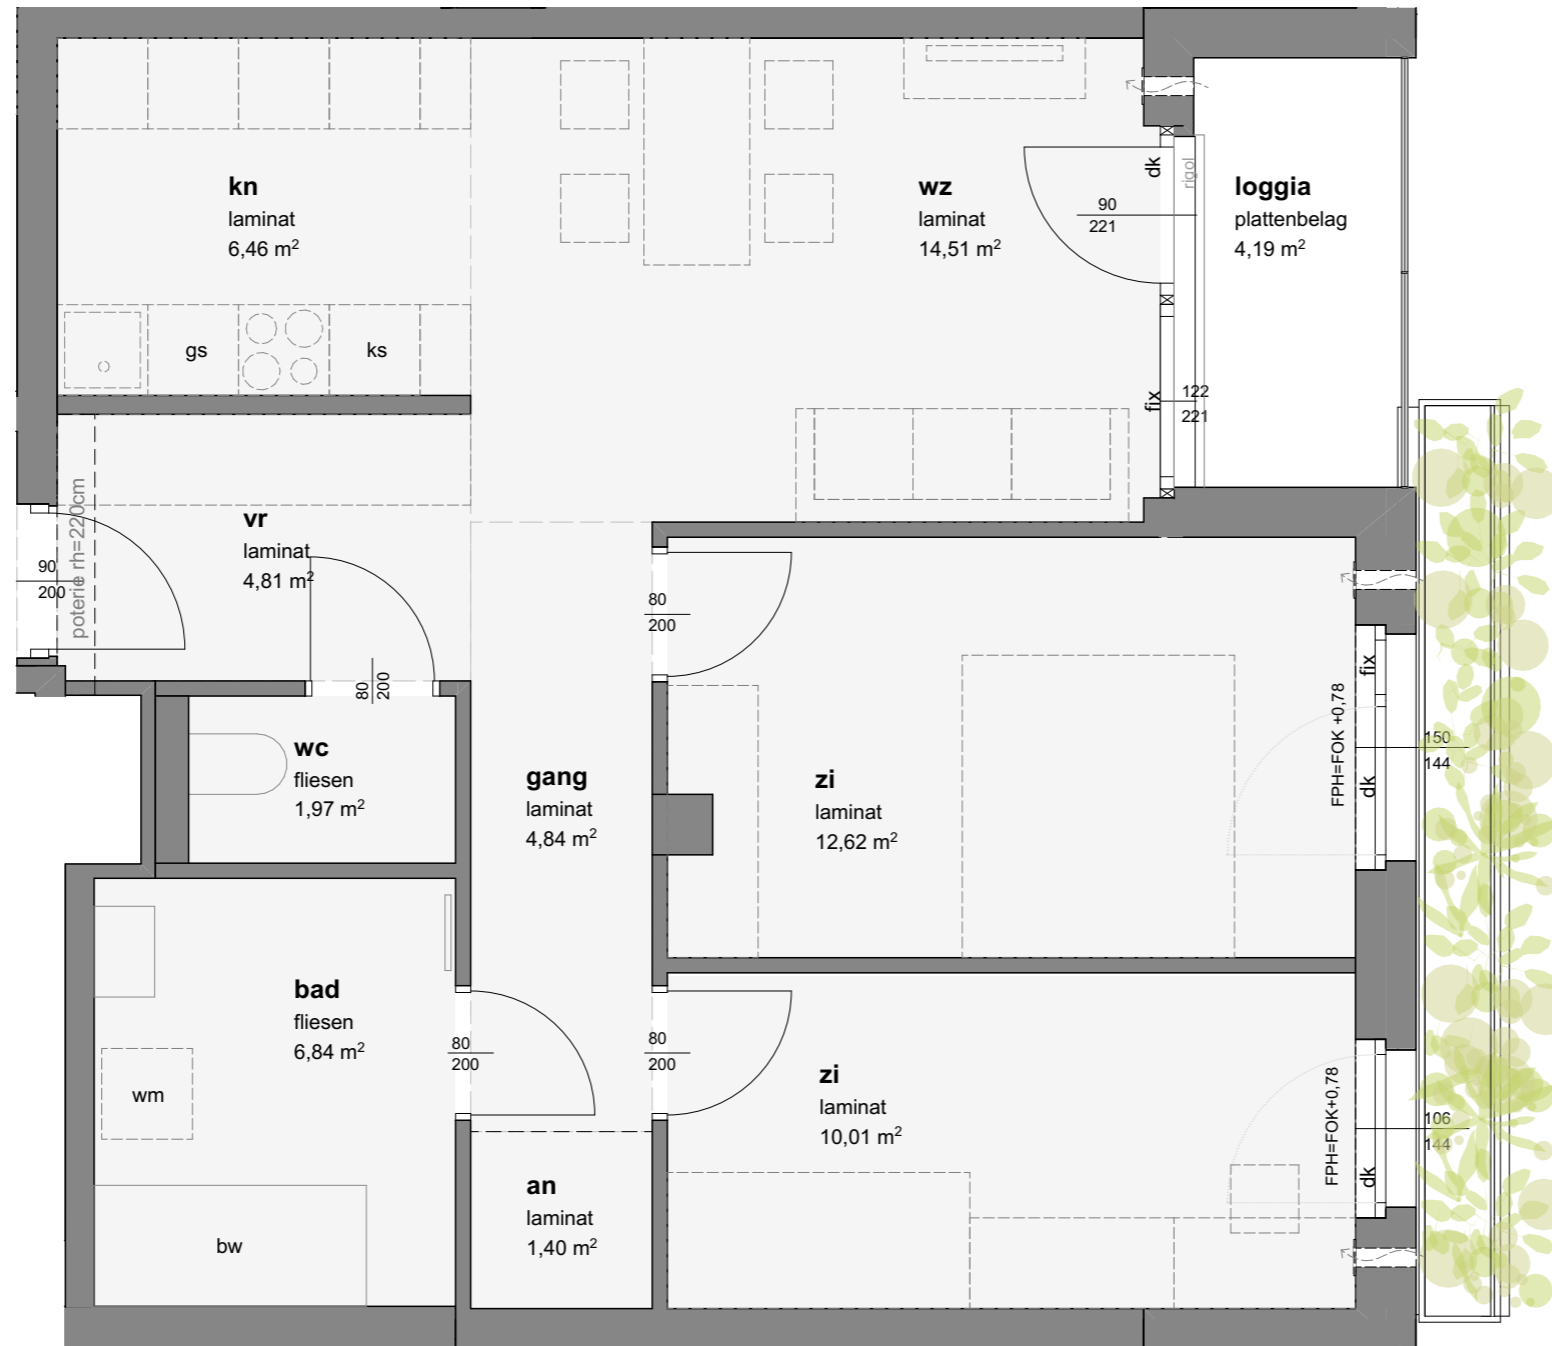 kn
laminat
6,46 m²
wz
laminat
14,51 m²
dk
rigol
90
221
loggia
plattenbelag
4,19 m²
gs
ks
fix
122
221
vr
laminat
4,81 m²
poterie rh=220cm
90
200
80
200
80
200
wc
fliesen
1,97 m²
gang
laminat
4,84 m²
zi
laminat
12,62 m²
fix
dk
FPH=FOK +0,78
150
144
bad
fliesen
6,84 m²
wm
bw
80
200
80
200
an
laminat
1,40 m²
zi
laminat
10,01 m²
FPH=FOK+0,78
dk
106
144